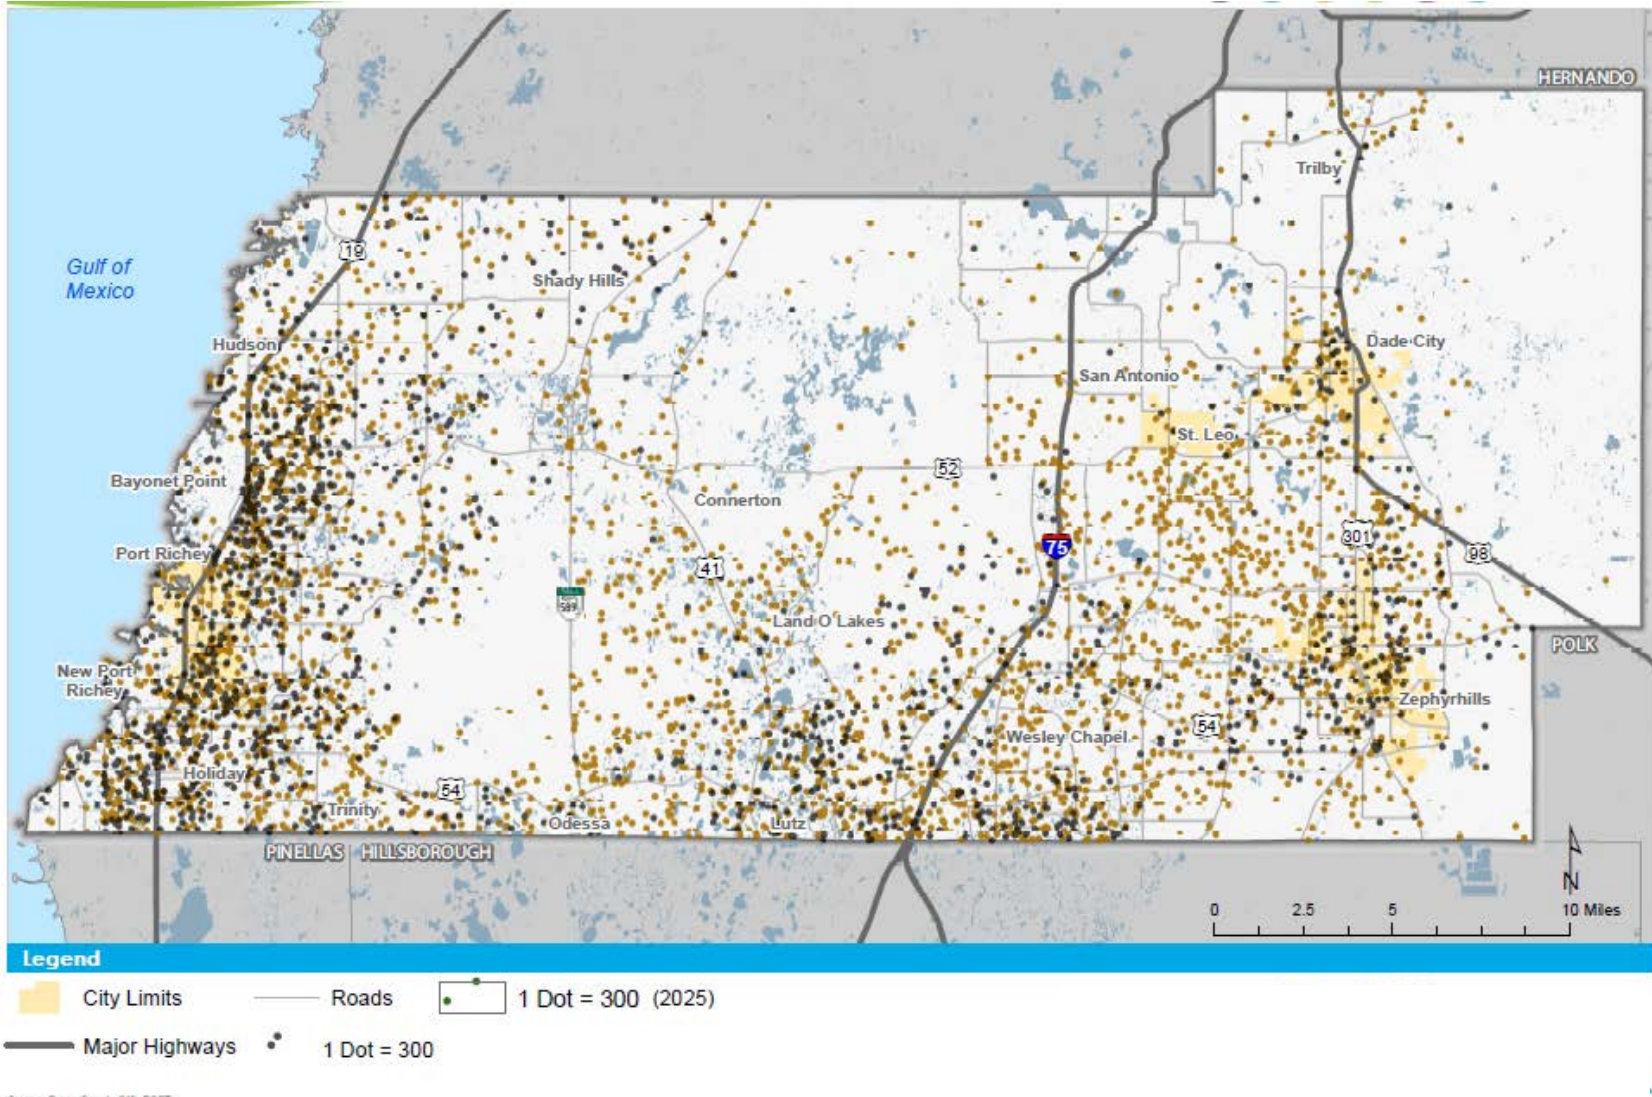 HERNANDO
Trilby
19
Gulf of
Mexico
Shady Hills
Hudson
Dade City
San Antonio
St. Leo
52
Bayonet Point
Connerton
Port Richey
301
98
75
41
589
Land O Lakes
POLK
New Port
Richey
Zephyrhills
54
Wesley Chapel
Holiday
54
Trinity
Odessa
Lutz
PINELLAS HILLSBOROUGH
N
0 2.5 5 10 Miles
Legend
City Limits Roads 1 Dot = 300 (2025)
Major Highways 1 Dot = 300